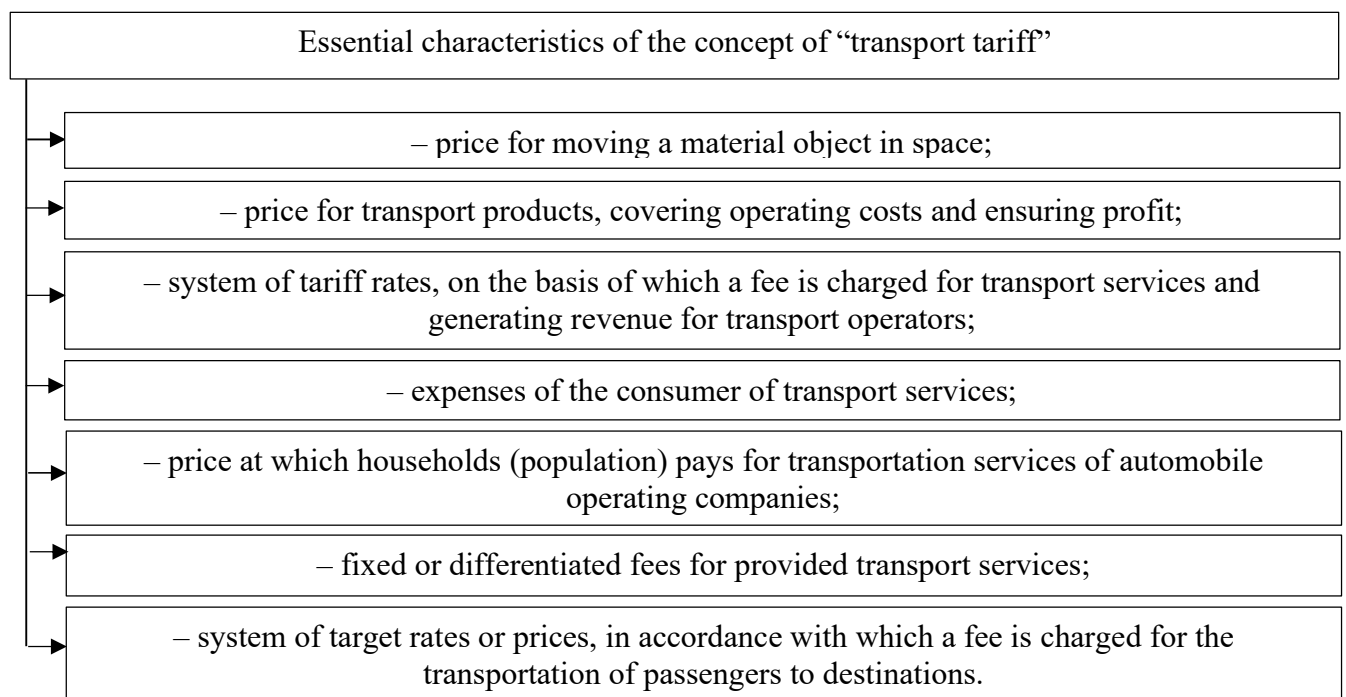 Essential characteristics of the concept of “transport tariff”
– price for moving a material object in space;
– price for transport products, covering operating costs and ensuring profit;
– system of tariff rates, on the basis of which a fee is charged for transport services and
generating revenue for transport operators;
– expenses of the consumer of transport services;
– price at which households (population) pays for transportation services of automobile
operating companies;
– fixed or differentiated fees for provided transport services;
– system of target rates or prices, in accordance with which a fee is charged for the
transportation of passengers to destinations.